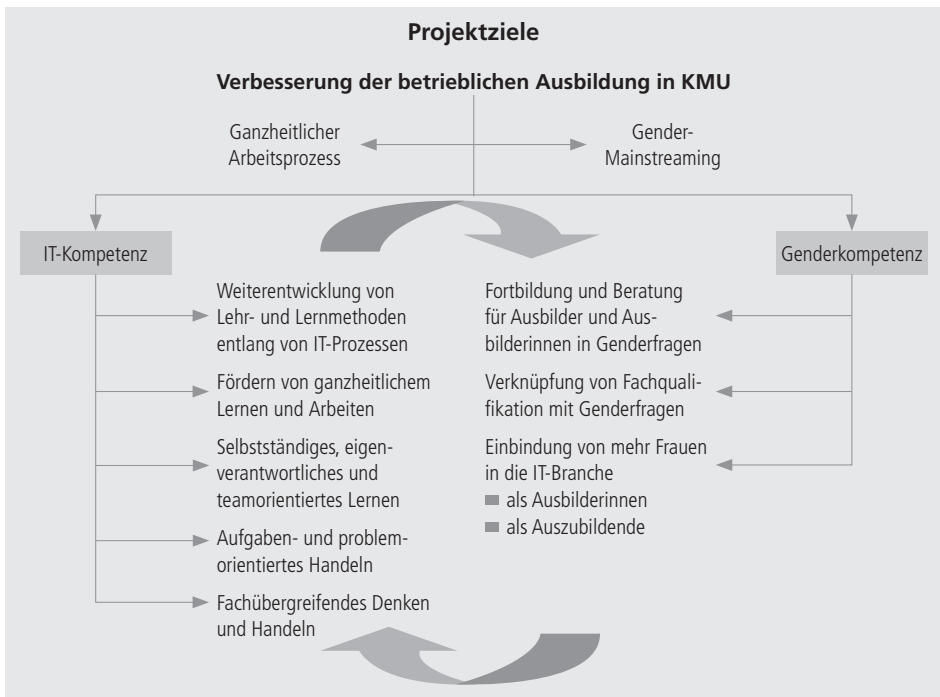 Projektziele
Verbesserung der betrieblichen Ausbildung in KMU
Ganzheitlicher
Arbeitsprozess
Gender-
Mainstreaming
IT-Kompetenz
Weiterentwicklung von
Lehr- und Lernmethoden
entlang von IT-Prozessen
Fördern von ganzheitlichem
Lernen und Arbeiten
Selbstständiges, eigen-
verantwortliches und
teamorientiertes Lernen
Aufgaben- und problem-
orientiertes Handeln
Fachübergreifendes Denken
und Handeln
Genderkompetenz
Fortbildung und Beratung
für Ausbilder und Aus-
bilderinnen in Genderfragen
Verknüpfung von Fachquali-
fikation mit Genderfragen
Einbindung von mehr Frauen
in die IT-Branche
als Ausbilderinnen
als Auszubildende